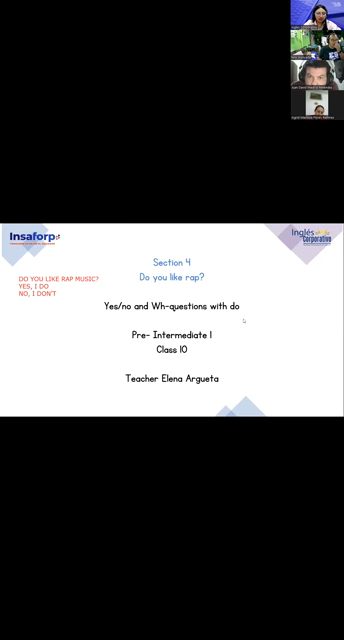 Insaforp
Inglés
Corporativo
Section 4
Do you like rap?
DO YOU LIKE RAP MUSIC?
YES, I DO
NO, I DON'T
Yes/no and Wh-questions with do
Pre- Intermediate 1
Class 10
Teacher Elena Argueta